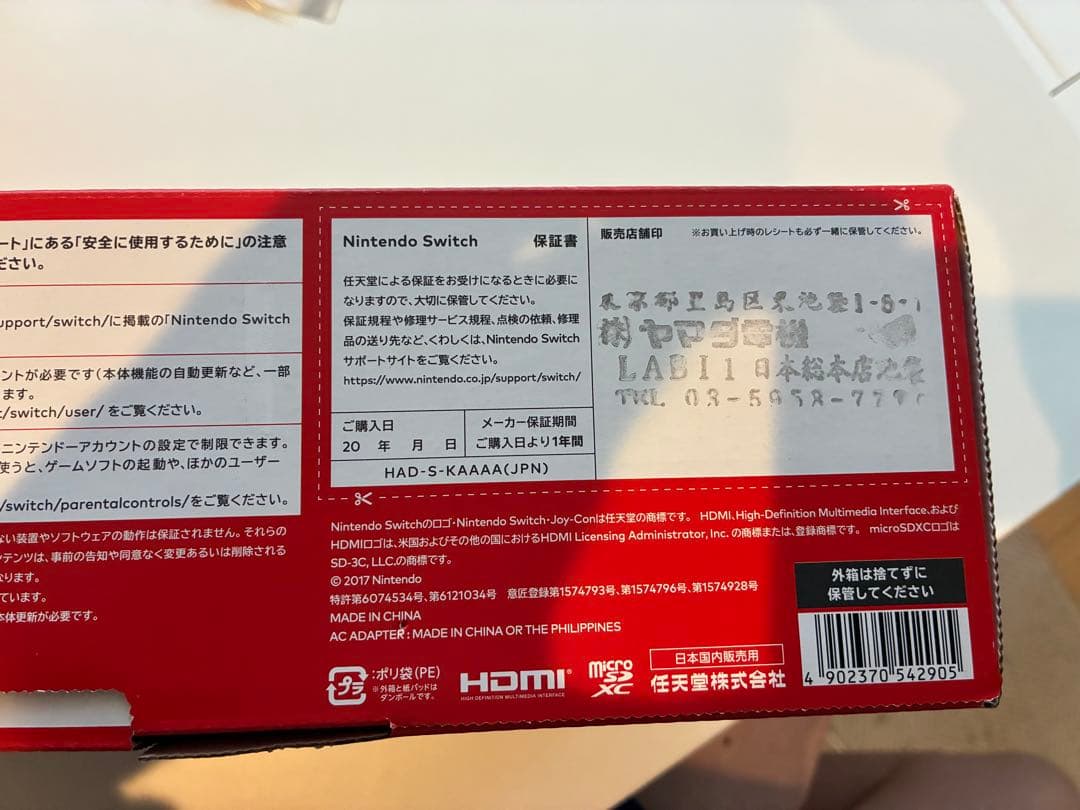 ート」にある「安全に使用するために」の注意
ださい。
upport/switch/に掲載の「Nintendo Switch
ントが必要です(本体機能の自動更新など、一部
ます。
:/switch/user/ をご覧ください。
ニンテンドーアカウントの設定で制限できます。
使うと、ゲームソフトの起動や、ほかのユーザー
/switch/parentalcontrols/をご覧ください。
ない装置やソフトウェアの動作は保証されません。それらの
ンテンツは、事前の告知や同意なく変更あるいは削除される
なります。
ています。
本体更新が必要です。
Nintendo Switch 保証書
任天堂による保証をお受けになるときに必要に
なりますので、大切に保管してください。
保証規程や修理サービス規程、点検の依頼、修理
品の送り先など、くわしくは、Nintendo Switch
サポートサイトをご覧ください。
https://www.nintendo.co.jp/support/switch/
ご購入日
20 年 月 日
メーカー保証期間
ご購入日より1年間
HAD-S-KAAAA(JPN)
販売店舗印 ※お買い上げ時のレシートも必ず一緒に保管してください。
東京都豊島区東池袋1-8-1
㈱ヤマダ電機
LABI1日本総本店池袋
TEL 03-5958-777
Nintendo Switchのロゴ・Nintendo Switch・Joy-Conは任天堂の商標です。 HDMI、High-Definition Multimedia Interface、および
HDMIロゴは、米国およびその他の国におけるHDMI Licensing Administrator, Inc. の商標または、登録商標です。 microSDXCロゴは
SD-3C, LLC.の商標です。
© 2017 Nintendo
特許第6074534号、第6121034号 意匠登録第1574793号、第1574796号、第1574928号
MADE IN CHINA
AC ADAPTER : MADE IN CHINA OR THE PHILIPPINES
プラ
:ポリ袋(PE)
※外箱と紙パッドは
ダンボールです。
HDMI®
HIGH-DEFINITION MULTIMEDIA INTERFACE
micro SD XC
日本国内販売用
任天堂株式会社
外箱は捨てずに
保管してください
4 902370 542905